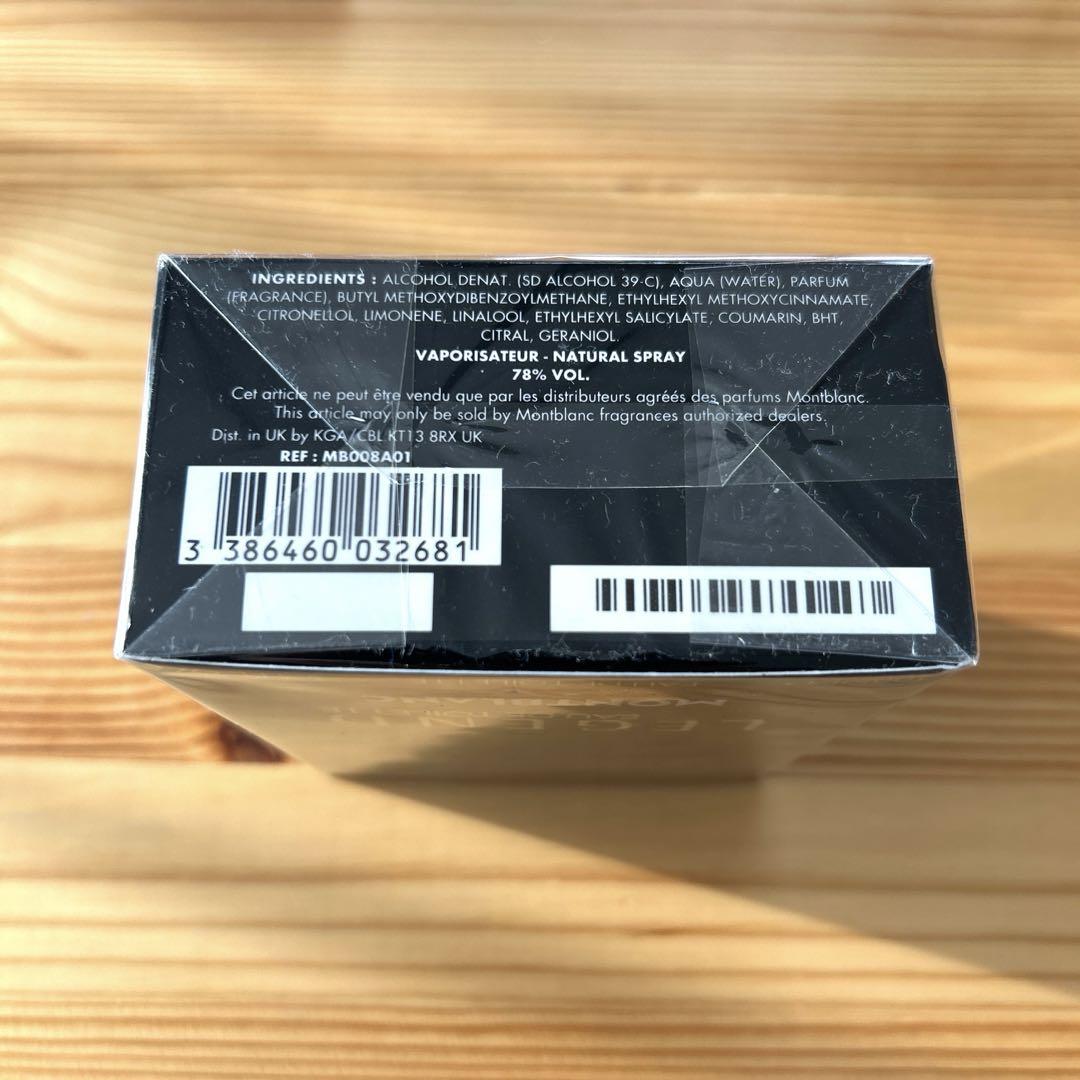 INGREDIENTS : ALCOHOL DENAT. (SD ALCOHOL 39-C), AQUA (WATER), PARFUM
(FRAGRANCE), BUTYL METHOXYDIBENZOYLMETHANE, ETHYLHEXYL METHOXYCINNAMATE,
CITRONELLOL, LIMONENE, LINALOOL, ETHYLHEXYL SALICYLATE, COUMARIN, BHT,
CITRAL, GERANIOL.
VAPORISATEUR - NATURAL SPRAY
78% VOL.
Cet article ne peut être vendu que par les distributeurs agréés des parfums Montblanc.
This article may only be sold by Montblanc fragrances authorized dealers.
Dist. in UK by KGA/CBL KT13 8RX UK
REF : MB008A01
3 386460 032681
MONTBLANC
LEGEND